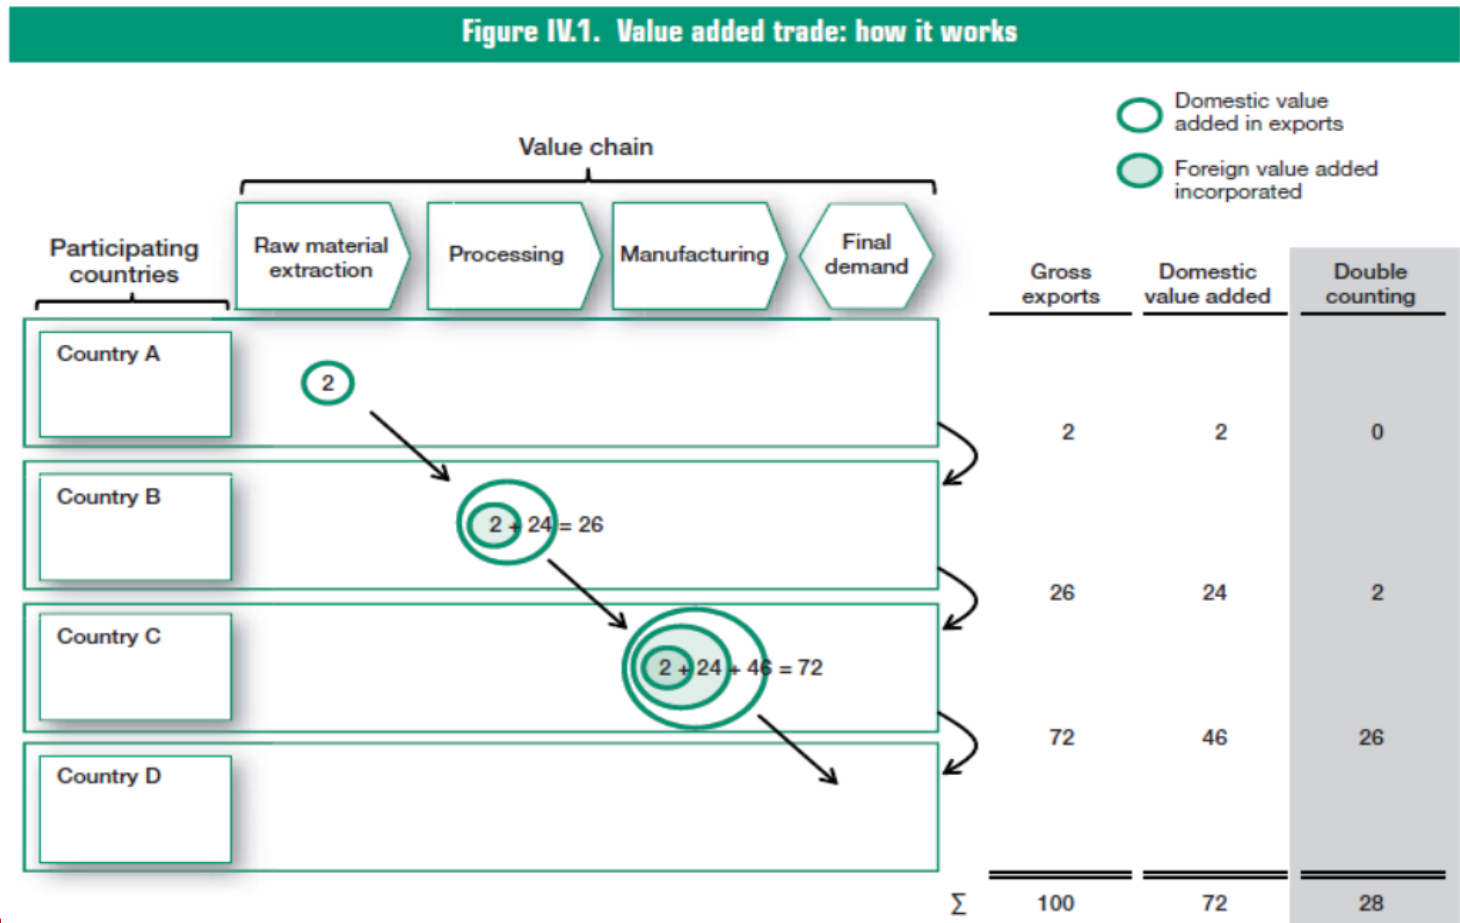 Figure IV.1. Value added trade: how it works
Domestic value
added in exports
Foreign value added
incorporated
Value chain
Participating
countries
Raw material
extraction
Processing
Manufacturing
Final
demand
Gross
exports
Domestic
value added
Double
counting
Country A
2
2 2 0
Country B
2 + 24 = 26
26 24 2
Country C
2 + 24 + 46 = 72
72 46 26
Country D
Σ 100 72 28